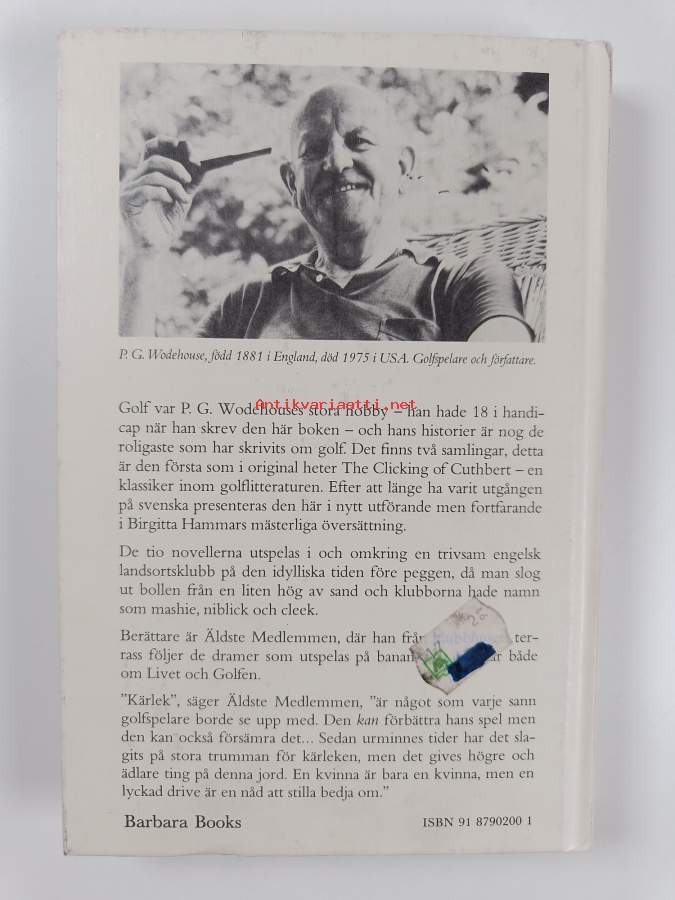 P. G. Wodehouse, född 1881 i England, död 1975 i USA. Golfspelare och författare.
Antikvariaatti.net
Golf var P. G. Wodehouses stora hobby – han hade 18 i handi-
cap när han skrev den här boken – och hans historier är nog de
roligaste som har skrivits om golf. Det finns två samlingar, detta
är den första som i original heter The Clicking of Cuthbert – en
klassiker inom golflitteraturen. Efter att länge ha varit utgången
på svenska presenteras den här i nytt utförande men fortfarande
i Birgitta Hammars mästerliga översättning.
De tio novellerna utspelas i och omkring en trivsam engelsk
landsortsklubb på den idylliska tiden före peggen, då man slog
ut bollen från en liten hög av sand och klubborna hade namn
som mashie, niblick och cleek.
Berättare är Äldste Medlemmen, där han från ter-
rass följer de dramer som utspelas på banan både
om Livet och Golfen.
”Kärlek”, säger Äldste Medlemmen, ”är något som varje sann
golfspelare borde se upp med. Den kan förbättra hans spel men
den kan också försämra det... Sedan urminnes tider har det sla-
gits på stora trumman för kärleken, men det gives högre och
ädlare ting på denna jord. En kvinna är bara en kvinna, men en
lyckad drive är en nåd att stilla bedja om.”
Barbara Books
ISBN 91 8790200 1